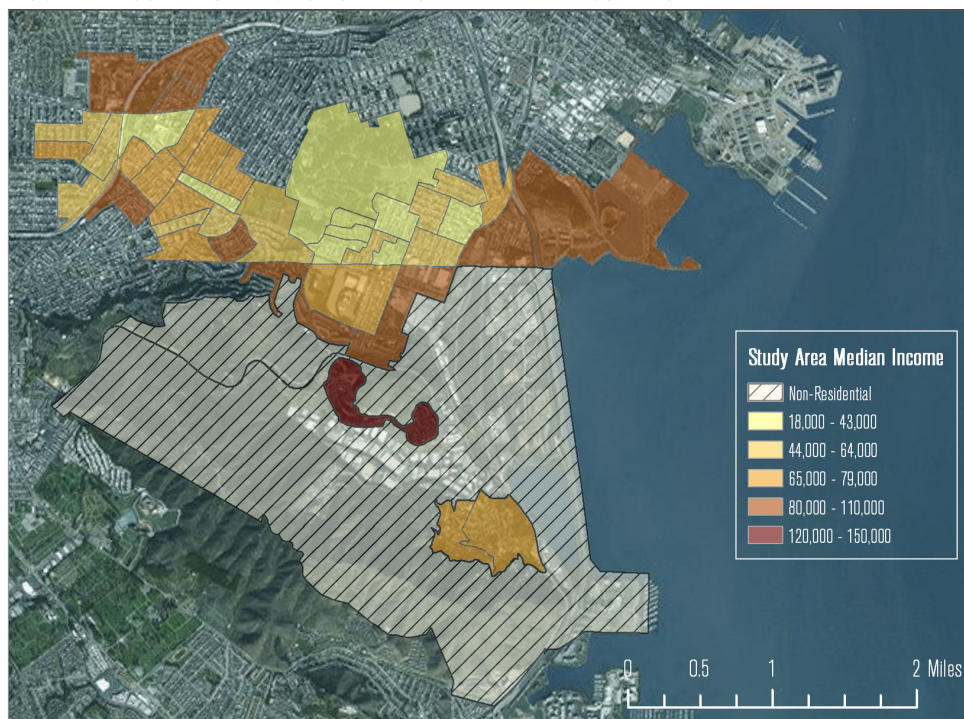 Study Area Median Income
Non-Residential
18,000 - 43,000
44,000 - 64,000
65,000 - 79,000
80,000 - 110,000
120,000 - 150,000
0 0.5 1 2 Miles